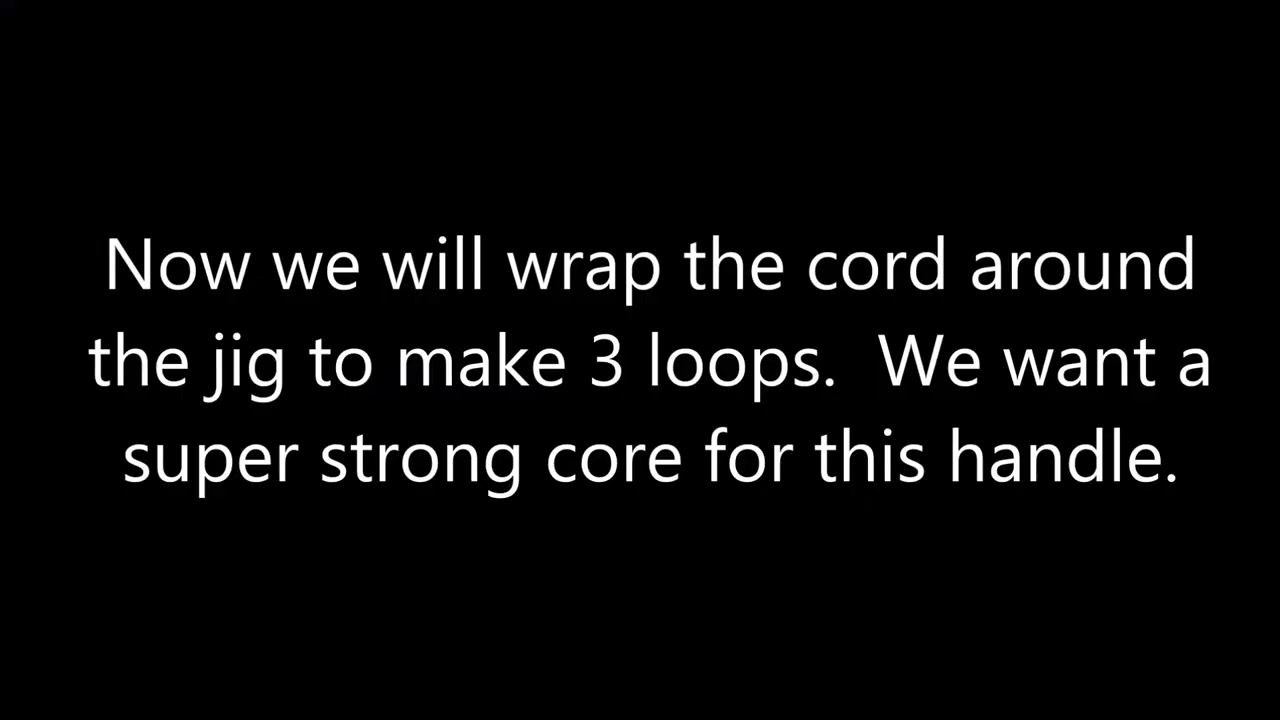 Now we will wrap the cord around
the jig to make 3 loops.  We want a
super strong core for this handle.